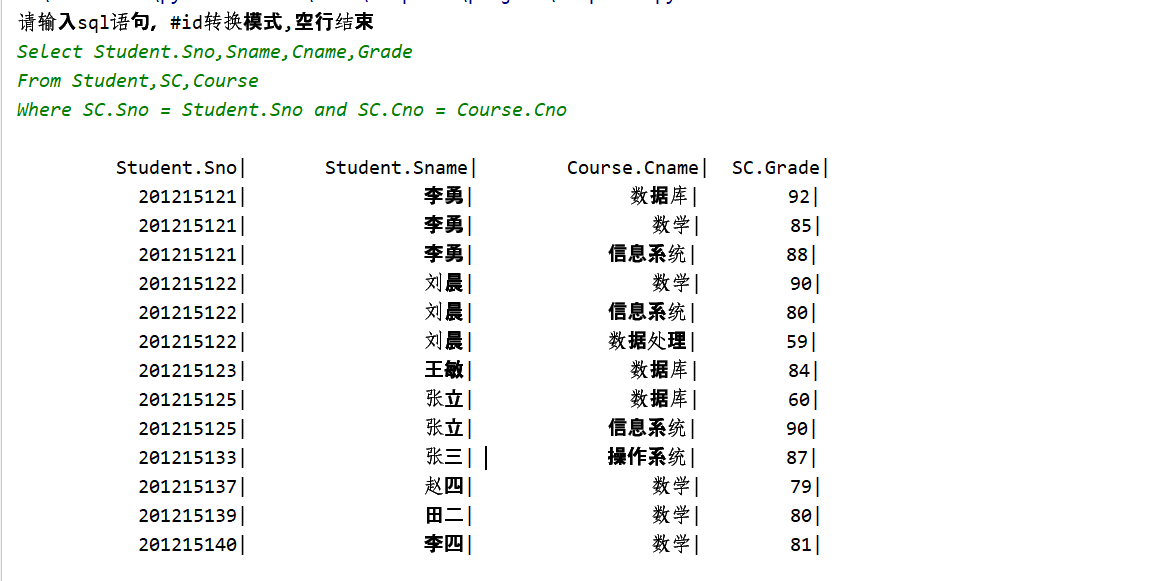 请输入sql语句, #id转换模式,空行结束
Select Student.Sno,Sname,Cname,Grade
From Student,SC,Course
Where SC.Sno = Student.Sno and SC.Cno = Course.Cno
Student.Sno| Student.Sname| Course.Cname| SC.Grade|
201215121| 李勇| 数据库| 92|
201215121| 李勇| 数学| 85|
201215121| 李勇| 信息系统| 88|
201215122| 刘晨| 数学| 90|
201215122| 刘晨| 信息系统| 80|
201215122| 刘晨| 数据处理| 59|
201215123| 王敏| 数据库| 84|
201215125| 张立| 数据库| 60|
201215125| 张立| 信息系统| 90|
201215133| 张三| 操作系统| 87|
201215137| 赵四| 数学| 79|
201215139| 田二| 数学| 80|
201215140| 李四| 数学| 81|